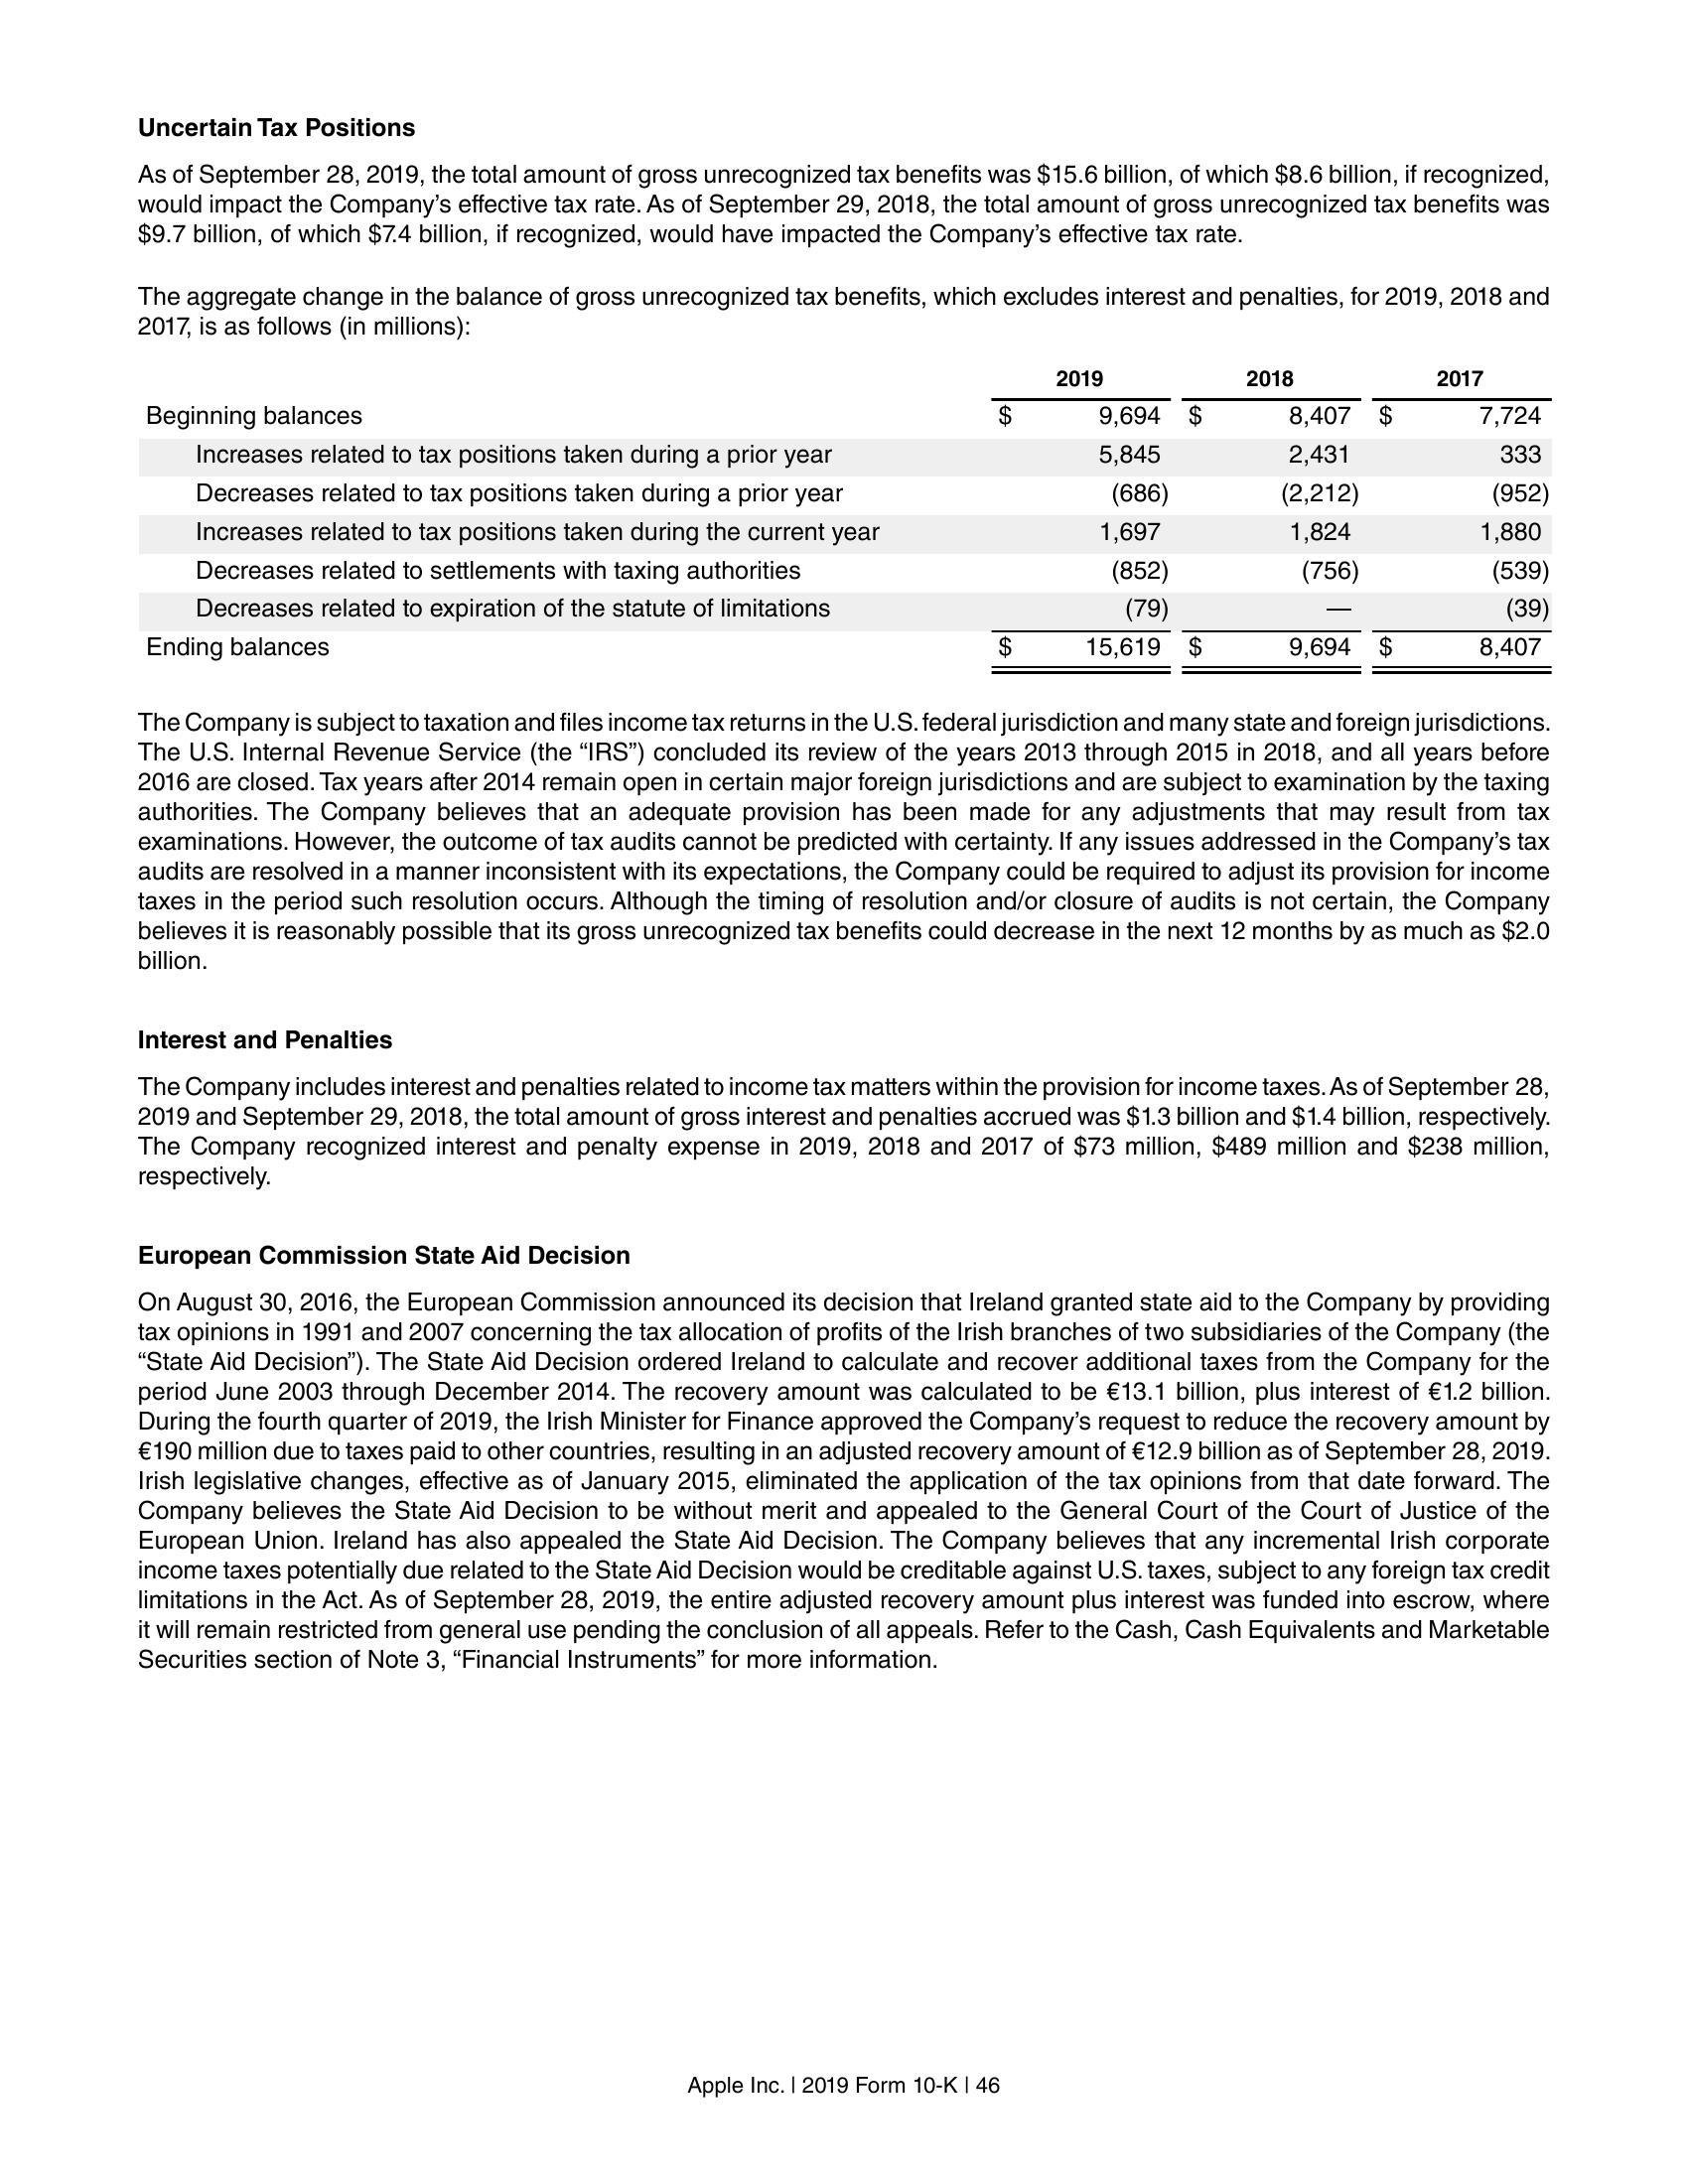 Uncertain Tax Positions
As of September 28, 2019, the total amount of gross unrecognized tax benefits was $15.6 billion, of which $8.6 billion, if recognized,
would impact the Company’s effective tax rate. As of September 29, 2018, the total amount of gross unrecognized tax benefits was
$9.7 billion, of which $7.4 billion, if recognized, would have impacted the Company’s effective tax rate.
The aggregate change in the balance of gross unrecognized tax benefits, which excludes interest and penalties, for 2019, 2018 and
2017, is as follows (in millions):
2019 2018 2017
Beginning balances $ 9,694 $ 8,407 $ 7,724
Increases related to tax positions taken during a prior year 5,845 2,431 333
Decreases related to tax positions taken during a prior year (686) (2,212) (952)
Increases related to tax positions taken during the current year 1,697 1,824 1,880
Decreases related to settlements with taxing authorities (852) (756) (539)
Decreases related to expiration of the statute of limitations (79) — (39)
Ending balances $ 15,619 $ 9,694 $ 8,407
The Company is subject to taxation and files income tax returns in the U.S. federal jurisdiction and many state and foreign jurisdictions.
The U.S. Internal Revenue Service (the “IRS”) concluded its review of the years 2013 through 2015 in 2018, and all years before
2016 are closed. Tax years after 2014 remain open in certain major foreign jurisdictions and are subject to examination by the taxing
authorities. The Company believes that an adequate provision has been made for any adjustments that may result from tax
examinations. However, the outcome of tax audits cannot be predicted with certainty. If any issues addressed in the Company’s tax
audits are resolved in a manner inconsistent with its expectations, the Company could be required to adjust its provision for income
taxes in the period such resolution occurs. Although the timing of resolution and/or closure of audits is not certain, the Company
believes it is reasonably possible that its gross unrecognized tax benefits could decrease in the next 12 months by as much as $2.0
billion.
Interest and Penalties
The Company includes interest and penalties related to income tax matters within the provision for income taxes. As of September 28,
2019 and September 29, 2018, the total amount of gross interest and penalties accrued was $1.3 billion and $1.4 billion, respectively.
The Company recognized interest and penalty expense in 2019, 2018 and 2017 of $73 million, $489 million and $238 million,
respectively.
European Commission State Aid Decision
On August 30, 2016, the European Commission announced its decision that Ireland granted state aid to the Company by providing
tax opinions in 1991 and 2007 concerning the tax allocation of profits of the Irish branches of two subsidiaries of the Company (the
“State Aid Decision”). The State Aid Decision ordered Ireland to calculate and recover additional taxes from the Company for the
period June 2003 through December 2014. The recovery amount was calculated to be €13.1 billion, plus interest of €1.2 billion.
During the fourth quarter of 2019, the Irish Minister for Finance approved the Company’s request to reduce the recovery amount by
€190 million due to taxes paid to other countries, resulting in an adjusted recovery amount of €12.9 billion as of September 28, 2019.
Irish legislative changes, effective as of January 2015, eliminated the application of the tax opinions from that date forward. The
Company believes the State Aid Decision to be without merit and appealed to the General Court of the Court of Justice of the
European Union. Ireland has also appealed the State Aid Decision. The Company believes that any incremental Irish corporate
income taxes potentially due related to the State Aid Decision would be creditable against U.S. taxes, subject to any foreign tax credit
limitations in the Act. As of September 28, 2019, the entire adjusted recovery amount plus interest was funded into escrow, where
it will remain restricted from general use pending the conclusion of all appeals. Refer to the Cash, Cash Equivalents and Marketable
Securities section of Note 3, “Financial Instruments” for more information.
Apple Inc. | 2019 Form 10-K | 46